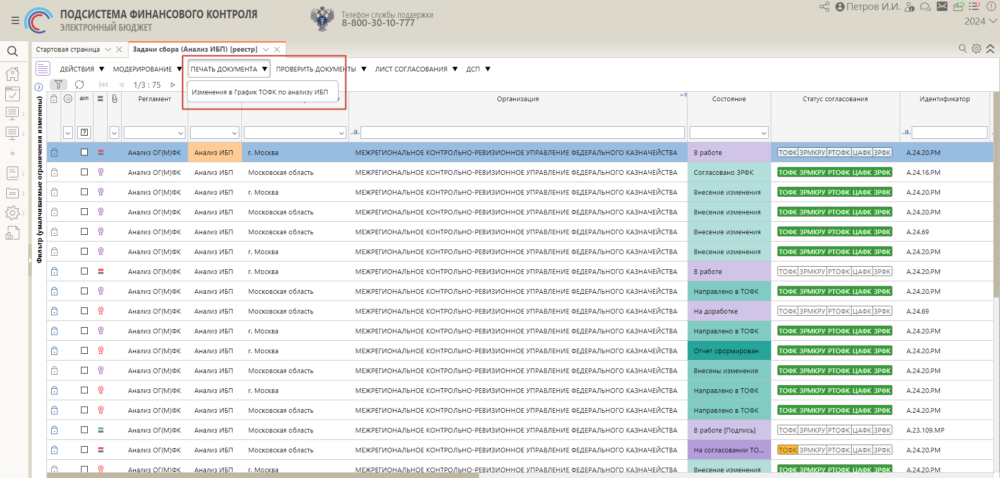 ПОДСИСТЕМА ФИНАНСОВОГО КОНТРОЛЯ
ЭЛЕКТРОННЫЙ БЮДЖЕТ
Телефон службы поддержки
8-800-30-10-777
Петров И.И.
93
1
2024
Стартовая страница
Задачи сбора (Анализ ИБП) [реестр]
ДЕЙСТВИЯ ▼ МОДЕРИРОВАНИЕ ▼ ПЕЧАТЬ ДОКУМЕНТА ▼ ПРОВЕРИТЬ ДОКУМЕНТЫ ▼ ЛИСТ СОГЛАСОВАНИЯ ▼ ДСП ▼
1/3 : 75
Изменения в График ТОФК по анализу ИБП
Фильтр (умалчиваемые ограничения изменены)
дсп Регламент Организация 1 Состояние Статус согласования Идентификатор
? ..а.. ..а..
Анализ ОГ(М)ФК Анализ ИБП г. Москва МЕЖРЕГИОНАЛЬНОЕ КОНТРОЛЬНО-РЕВИЗИОННОЕ УПРАВЛЕНИЕ ФЕДЕРАЛЬНОГО КАЗНАЧЕЙСТВА В работе ТОФК ЗРМКРУ РТОФК ЦАФК ЗРФК А.24.20.РМ
Анализ ОГ(М)ФК Анализ ИБП Московская область МЕЖРЕГИОНАЛЬНОЕ КОНТРОЛЬНО-РЕВИЗИОННОЕ УПРАВЛЕНИЕ ФЕДЕРАЛЬНОГО КАЗНАЧЕЙСТВА Согласовано ЗРФК ТОФК ЗРМКРУ РТОФК ЦАФК ЗРФК А.24.16.РМ
Анализ ОГ(М)ФК Анализ ИБП г. Москва МЕЖРЕГИОНАЛЬНОЕ КОНТРОЛЬНО-РЕВИЗИОННОЕ УПРАВЛЕНИЕ ФЕДЕРАЛЬНОГО КАЗНАЧЕЙСТВА Внесение изменения ТОФК ЗРМКРУ РТОФК ЦАФК ЗРФК А.24.20.РМ
Анализ ОГ(М)ФК Анализ ИБП Московская область МЕЖРЕГИОНАЛЬНОЕ КОНТРОЛЬНО-РЕВИЗИОННОЕ УПРАВЛЕНИЕ ФЕДЕРАЛЬНОГО КАЗНАЧЕЙСТВА Внесение изменения ТОФК ЗРМКРУ РТОФК ЦАФК ЗРФК А.24.20.РМ
Анализ ОГ(М)ФК Анализ ИБП Московская область МЕЖРЕГИОНАЛЬНОЕ КОНТРОЛЬНО-РЕВИЗИОННОЕ УПРАВЛЕНИЕ ФЕДЕРАЛЬНОГО КАЗНАЧЕЙСТВА Внесение изменения ТОФК ЗРМКРУ РТОФК ЦАФК ЗРФК А.24.69
Анализ ОГ(М)ФК Анализ ИБП г. Москва МЕЖРЕГИОНАЛЬНОЕ КОНТРОЛЬНО-РЕВИЗИОННОЕ УПРАВЛЕНИЕ ФЕДЕРАЛЬНОГО КАЗНАЧЕЙСТВА Внесение изменения ТОФК ЗРМКРУ РТОФК ЦАФК ЗРФК А.24.20.РМ
Анализ ОГ(М)ФК Анализ ИБП г. Москва МЕЖРЕГИОНАЛЬНОЕ КОНТРОЛЬНО-РЕВИЗИОННОЕ УПРАВЛЕНИЕ ФЕДЕРАЛЬНОГО КАЗНАЧЕЙСТВА В работе ТОФК ЗРМКРУ РТОФК ЦАФК ЗРФК А.24.20.РМ
Анализ ОГ(М)ФК Анализ ИБП Московская область МЕЖРЕГИОНАЛЬНОЕ КОНТРОЛЬНО-РЕВИЗИОННОЕ УПРАВЛЕНИЕ ФЕДЕРАЛЬНОГО КАЗНАЧЕЙСТВА Направлено в ТОФК ТОФК ЗРМКРУ РТОФК ЦАФК ЗРФК А.24.20.РМ
Анализ ОГ(М)ФК Анализ ИБП Московская область МЕЖРЕГИОНАЛЬНОЕ КОНТРОЛЬНО-РЕВИЗИОННОЕ УПРАВЛЕНИЕ ФЕДЕРАЛЬНОГО КАЗНАЧЕЙСТВА На доработке ТОФК ЗРМКРУ РТОФК ЦАФК ЗРФК А.24.69
Анализ ОГ(М)ФК Анализ ИБП г. Москва МЕЖРЕГИОНАЛЬНОЕ КОНТРОЛЬНО-РЕВИЗИОННОЕ УПРАВЛЕНИЕ ФЕДЕРАЛЬНОГО КАЗНАЧЕЙСТВА Направлено в ТОФК ТОФК ЗРМКРУ РТОФК ЦАФК ЗРФК А.24.20.РМ
Анализ ОГ(М)ФК Анализ ИБП г. Москва МЕЖРЕГИОНАЛЬНОЕ КОНТРОЛЬНО-РЕВИЗИОННОЕ УПРАВЛЕНИЕ ФЕДЕРАЛЬНОГО КАЗНАЧЕЙСТВА Отчет сформирован ТОФК ЗРМКРУ РТОФК ЦАФК ЗРФК А.24.20.РМ
Анализ ОГ(М)ФК Анализ ИБП Московская область МЕЖРЕГИОНАЛЬНОЕ КОНТРОЛЬНО-РЕВИЗИОННОЕ УПРАВЛЕНИЕ ФЕДЕРАЛЬНОГО КАЗНАЧЕЙСТВА Внесены изменения ТОФК ЗРМКРУ РТОФК ЦАФК ЗРФК А.24.20.РМ
Анализ ОГ(М)ФК Анализ ИБП г. Москва МЕЖРЕГИОНАЛЬНОЕ КОНТРОЛЬНО-РЕВИЗИОННОЕ УПРАВЛЕНИЕ ФЕДЕРАЛЬНОГО КАЗНАЧЕЙСТВА Направлено в ТОФК ТОФК ЗРМКРУ РТОФК ЦАФК ЗРФК А.24.20.РМ
Анализ ОГ(М)ФК Анализ ИБП Московская область МЕЖРЕГИОНАЛЬНОЕ КОНТРОЛЬНО-РЕВИЗИОННОЕ УПРАВЛЕНИЕ ФЕДЕРАЛЬНОГО КАЗНАЧЕЙСТВА Направлено в ТОФК ТОФК ЗРМКРУ РТОФК ЦАФК ЗРФК А.24.20.РМ
Анализ ОГ(М)ФК Анализ ИБП Московская область МЕЖРЕГИОНАЛЬНОЕ КОНТРОЛЬНО-РЕВИЗИОННОЕ УПРАВЛЕНИЕ ФЕДЕРАЛЬНОГО КАЗНАЧЕЙСТВА В работе [Подпись] ТОФК ЗРМКРУ РТОФК ЦАФК ЗРФК А.23.109.МР
Анализ ОГ(М)ФК Анализ ИБП Московская область МЕЖРЕГИОНАЛЬНОЕ КОНТРОЛЬНО-РЕВИЗИОННОЕ УПРАВЛЕНИЕ ФЕДЕРАЛЬНОГО КАЗНАЧЕЙСТВА На согласовании ТО... ТОФК ЗРМКРУ РТОФК ЦАФК ЗРФК А.24.20.РМ
Анализ ОГ(М)ФК Анализ ИБП г. Москва МЕЖРЕГИОНАЛЬНОЕ КОНТРОЛЬНО-РЕВИЗИОННОЕ УПРАВЛЕНИЕ ФЕДЕРАЛЬНОГО КАЗНАЧЕЙСТВА Внесение изменения ТОФК ЗРМКРУ РТОФК ЦАФК ЗРФК А.24.20.РМ